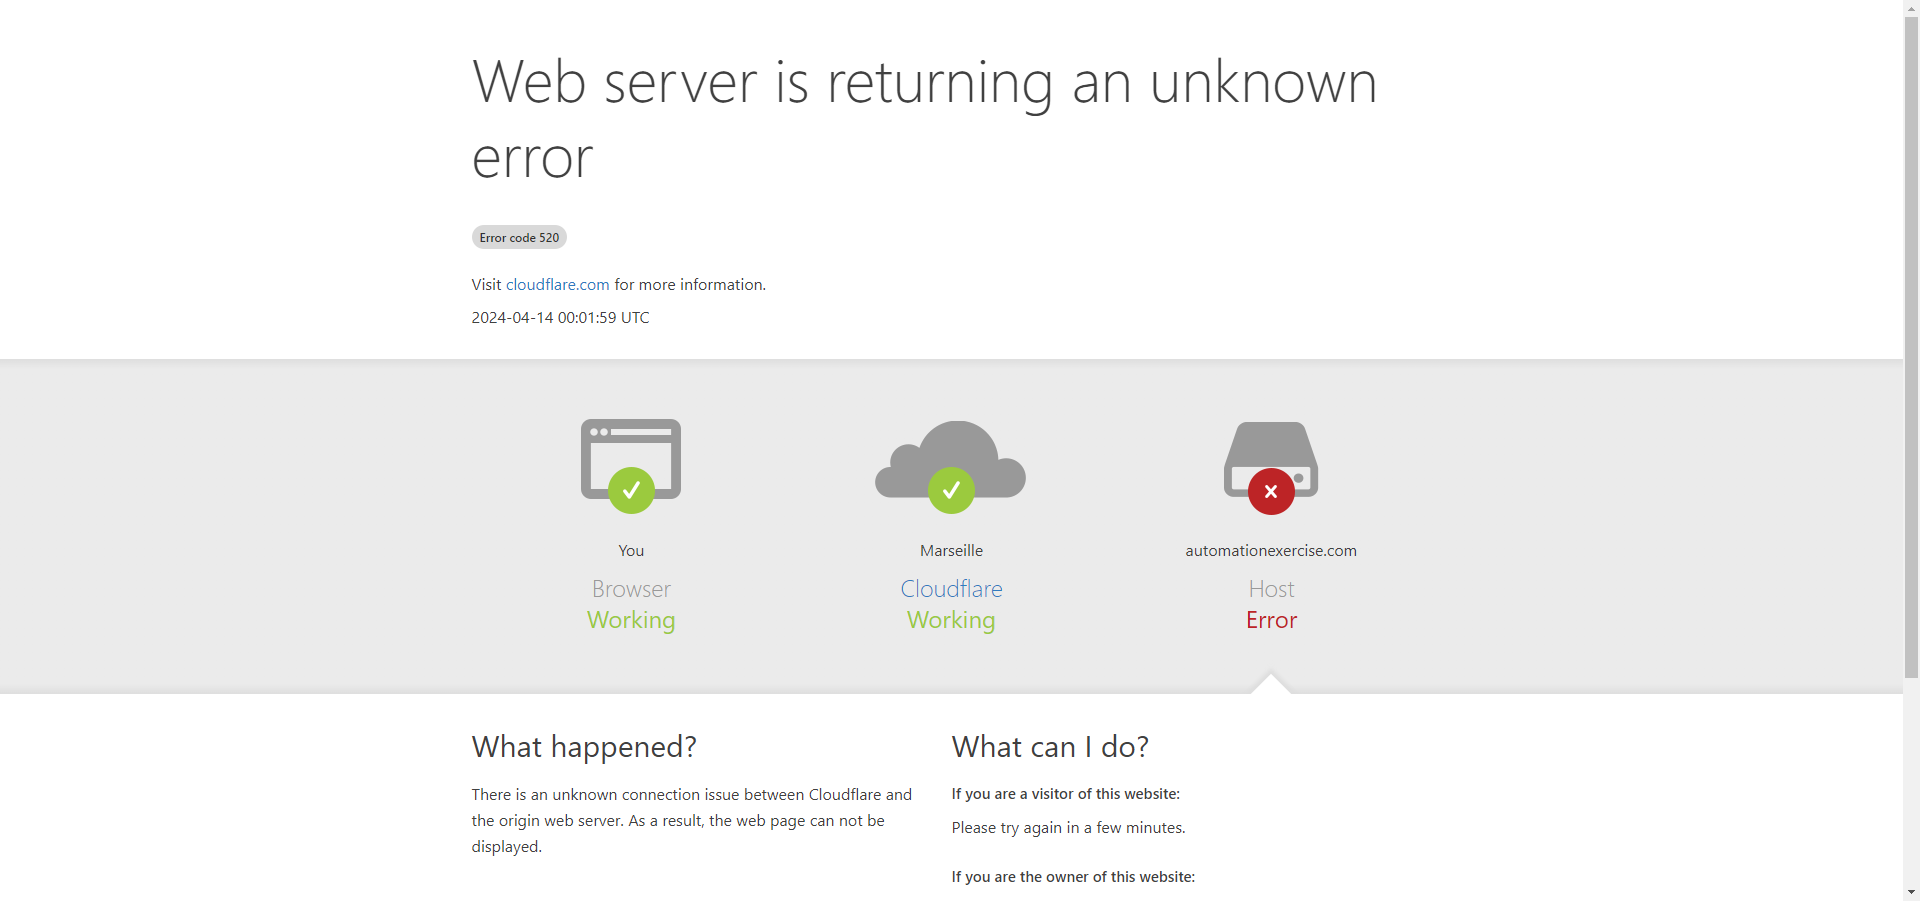 Web server is returning an unknown
error
Error code 520
Visit cloudflare.com for more information.
2024-04-14 00:01:59 UTC
You
Browser
Working
Marseille
Cloudflare
Working
automationexercise.com
Host
Error
What happened?
There is an unknown connection issue between Cloudflare and
the origin web server. As a result, the web page can not be
displayed.
What can I do?
If you are a visitor of this website:
Please try again in a few minutes.
If you are the owner of this website: